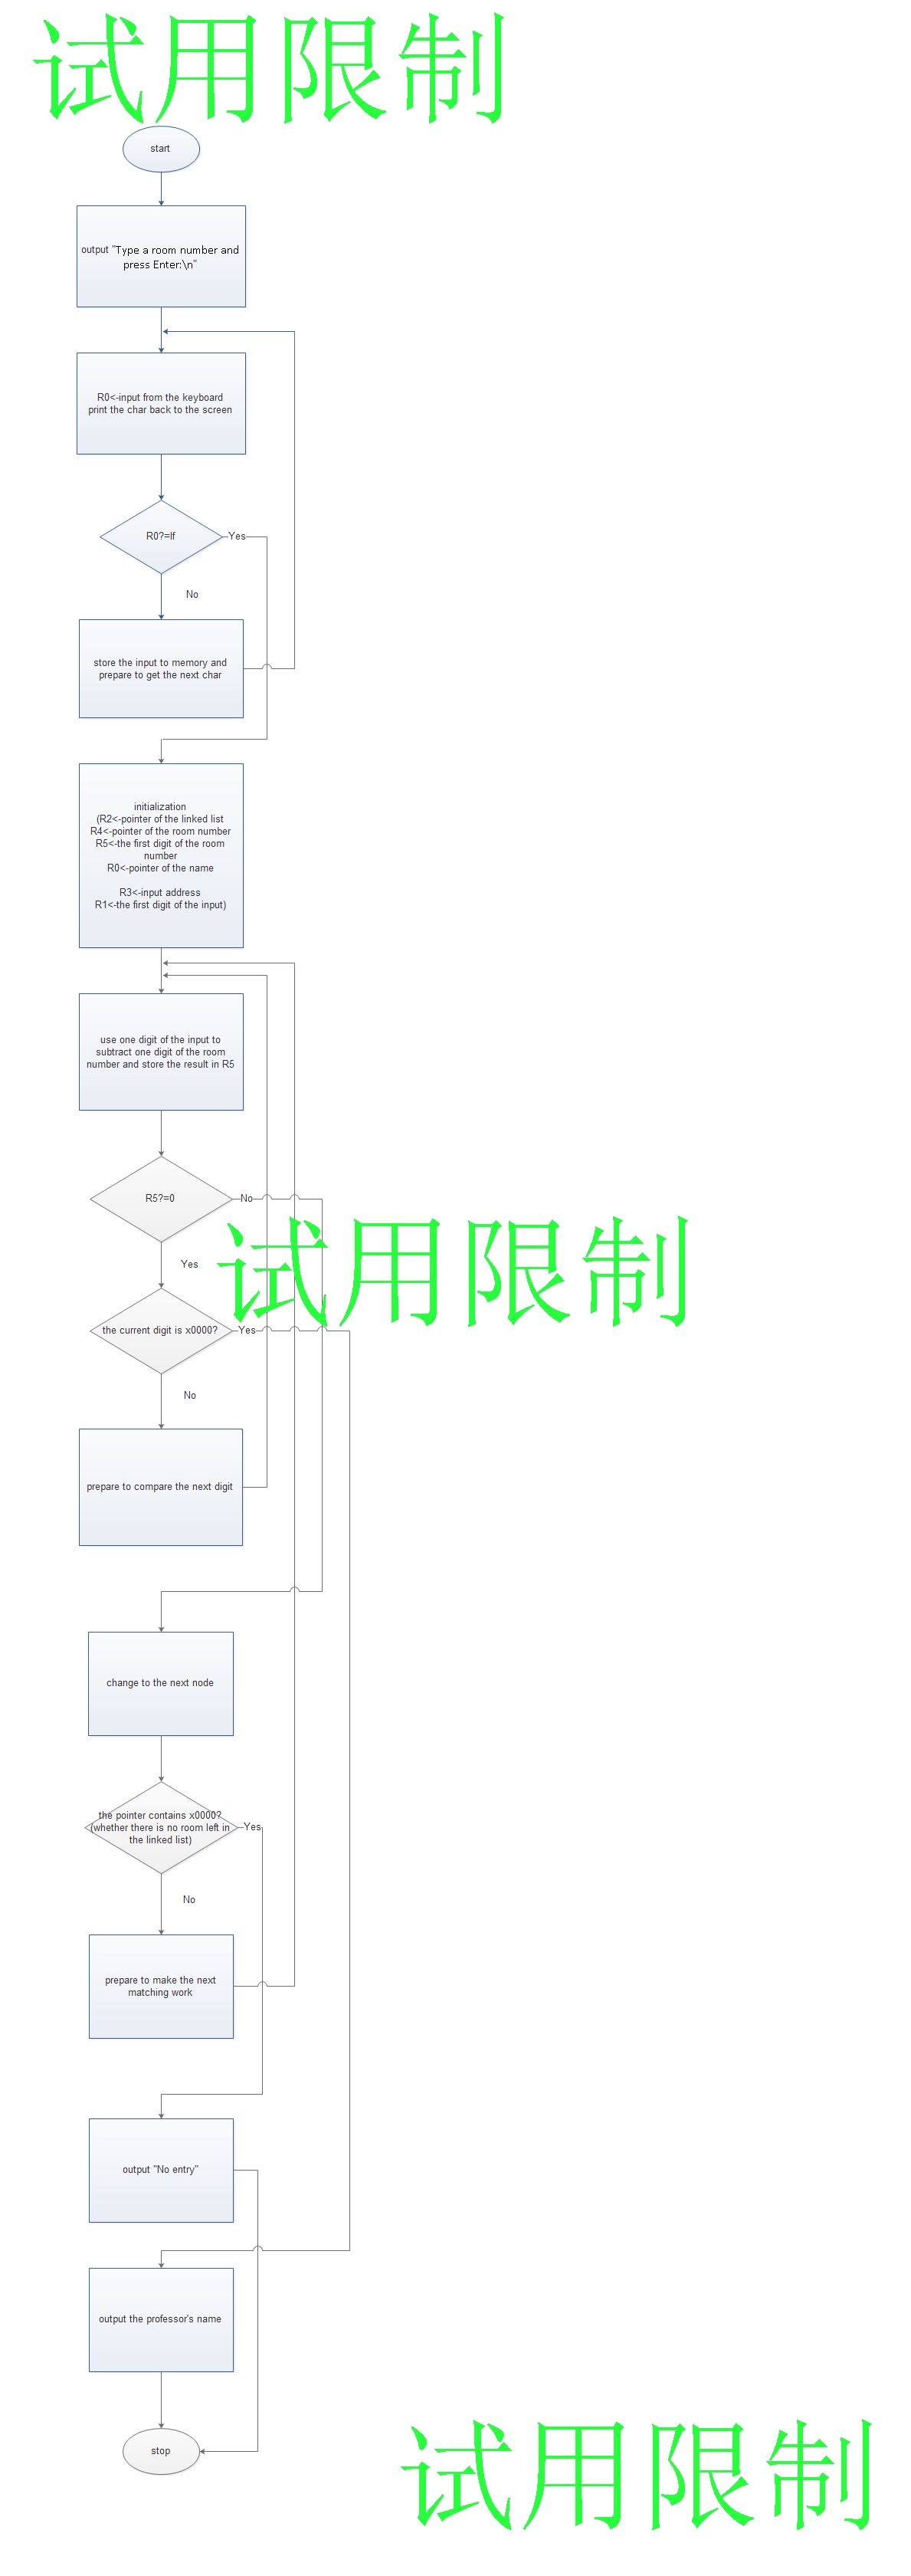 试用限制
start
output "Type a room number and
press Enter:\n"
R0<-input from the keyboard
print the char back to the screen
R0?=lf
Yes
No
store the input to memory and
prepare to get the next char
initialization
(R2<-pointer of the linked list
R4<-pointer of the room number
R5<-the first digit of the room
number
R0<-pointer of the name
R3<-input address
R1<-the first digit of the input)
use one digit of the input to
subtract one digit of the room
number and store the result in R5
R5?=0
No
试用限制
Yes
the current digit is x0000?
Yes
No
prepare to compare the next digit
change to the next node
the pointer contains x0000?
(whether there is no room left in
the linked list)
Yes
No
prepare to make the next
matching work
output "No entry"
output the professor's name
stop
试用限制